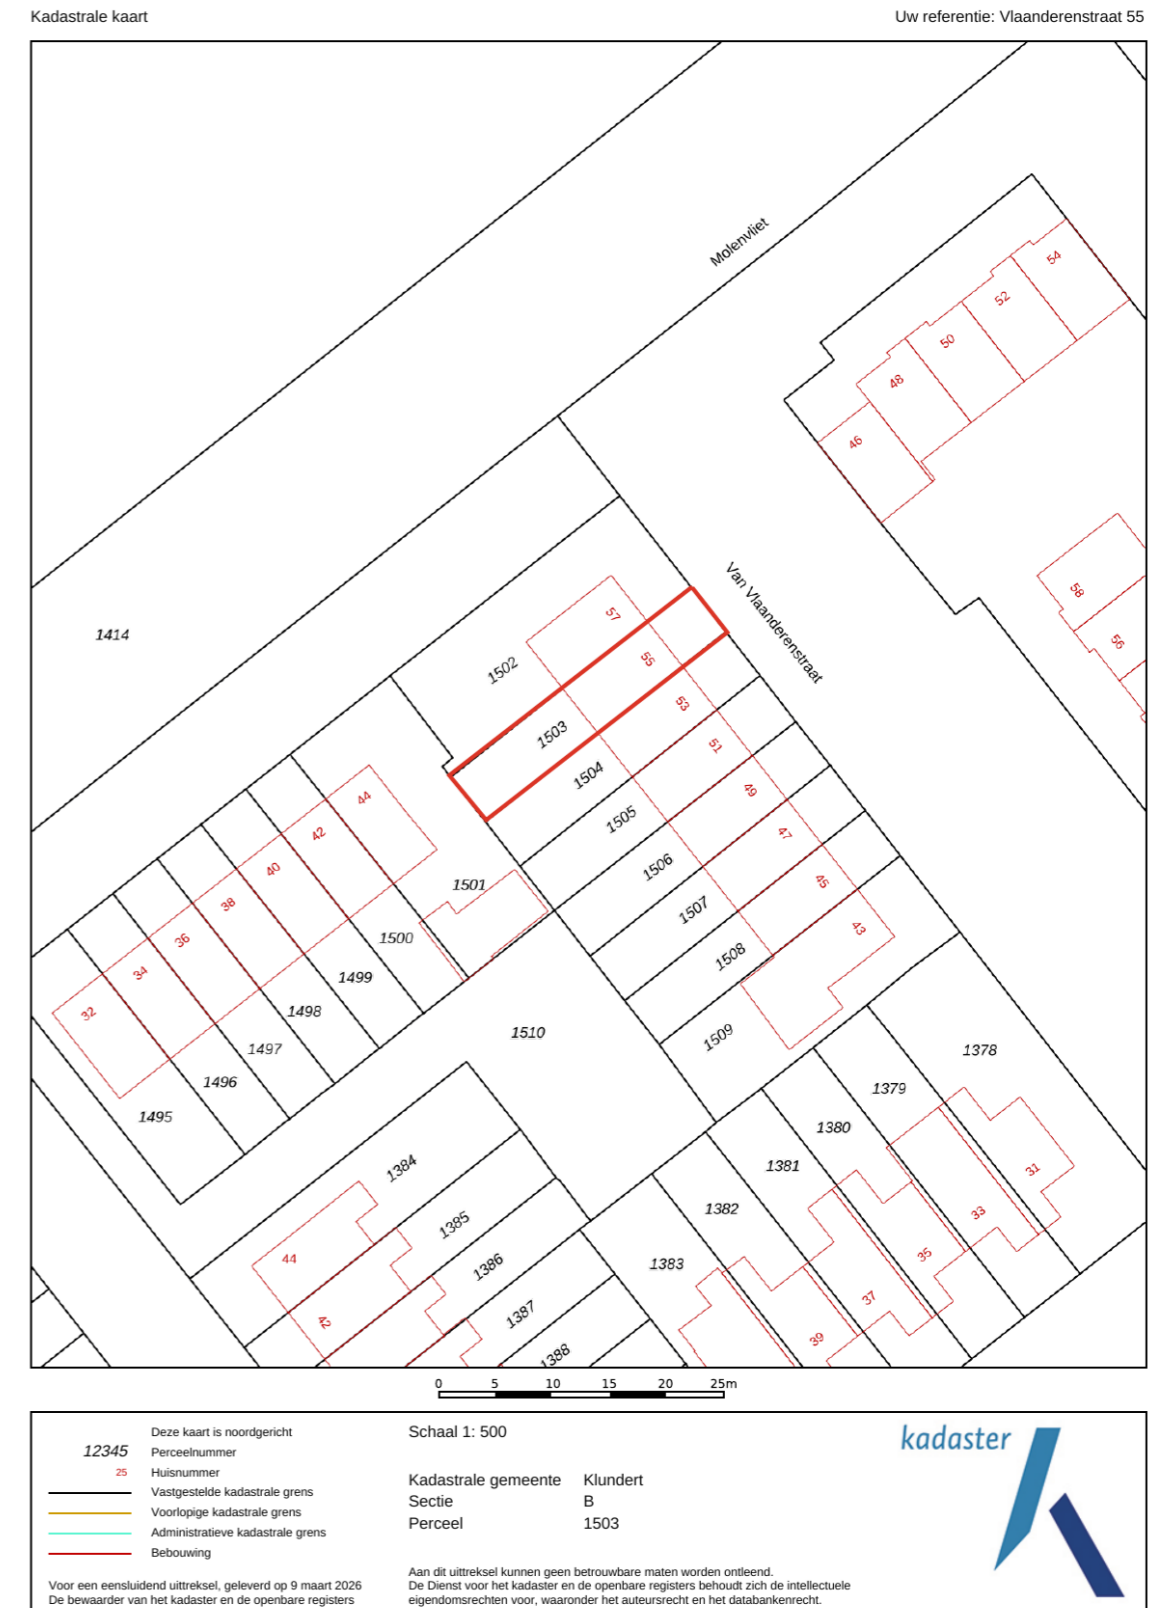 Kadastrale kaart
Uw referentie: Vlaanderenstraat 55
Molenvliet
54
52
50
48
46
Van Vlaanderenstraat
58
56
1414
57
1502
55
1503
53
1504
51
1505
49
1506
47
1507
45
1508
43
1509
44
42
40
38
36
34
32
1501
1500
1499
1498
1497
1496
1495
1510
1378
1379
1380
1381
1382
1383
1384
1385
1386
1387
1388
44
42
31
33
35
37
39
0 5 10 15 20 25m
Deze kaart is noordgericht
12345 Perceelnummer
25 Huisnummer
Vastgestelde kadastrale grens
Voorlopige kadastrale grens
Administratieve kadastrale grens
Bebouwing
Voor een eensluidend uittreksel, geleverd op 9 maart 2026
De bewaarder van het kadaster en de openbare registers
Schaal 1: 500
Kadastrale gemeente Klundert
Sectie B
Perceel 1503
Aan dit uittreksel kunnen geen betrouwbare maten worden ontleend.
De Dienst voor het kadaster en de openbare registers behoudt zich de intellectuele
eigendomsrechten voor, waaronder het auteursrecht en het databankenrecht.
kadaster